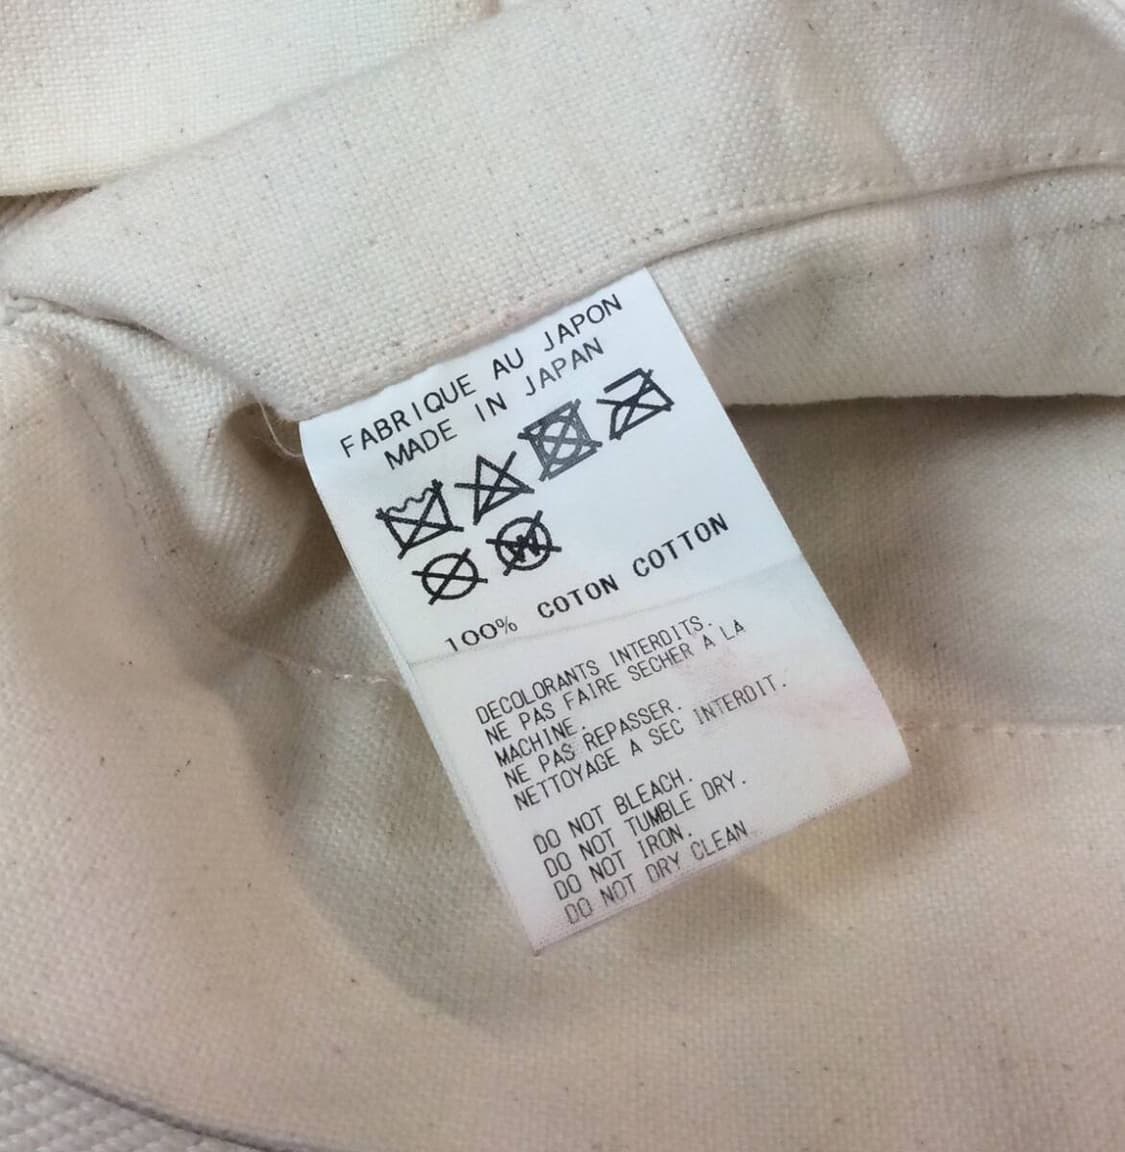 FABRIQUE AU JAPON
MADE IN JAPAN
W
100% COTON COTTON
DECOLORANTS INTERDITS.
NE PAS FAIRE SECHER A LA
MACHINE.
NE PAS REPASSER.
NETTOYAGE A SEC INTERDIT.
DO NOT BLEACH.
DO NOT TUMBLE DRY.
DO NOT IRON.
DO NOT DRY CLEAN.